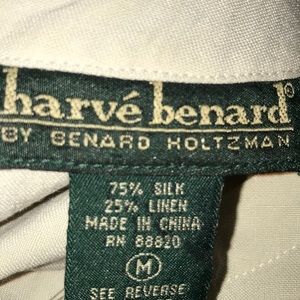 harvé benard®
BY BENARD HOLTZMAN
75% SILK
25% LINEN
MADE IN CHINA
RN 88820
M
SEE REVERSE